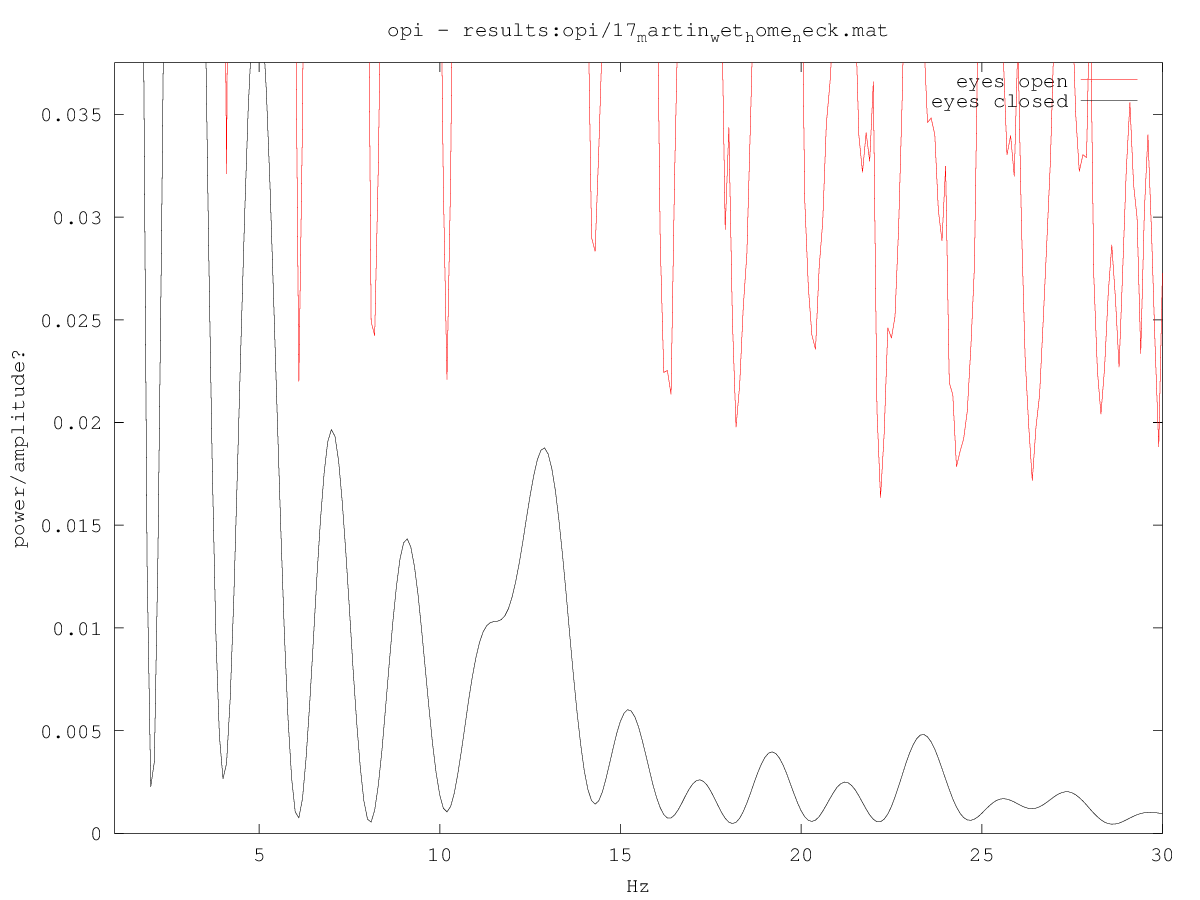 opi - results:opi/17martinwethomeneck.mat
eyes open
eyes closed
power/amplitude?
0.035
0.03
0.025
0.02
0.015
0.01
0.005
0
5
10
15
20
25
30
Hz